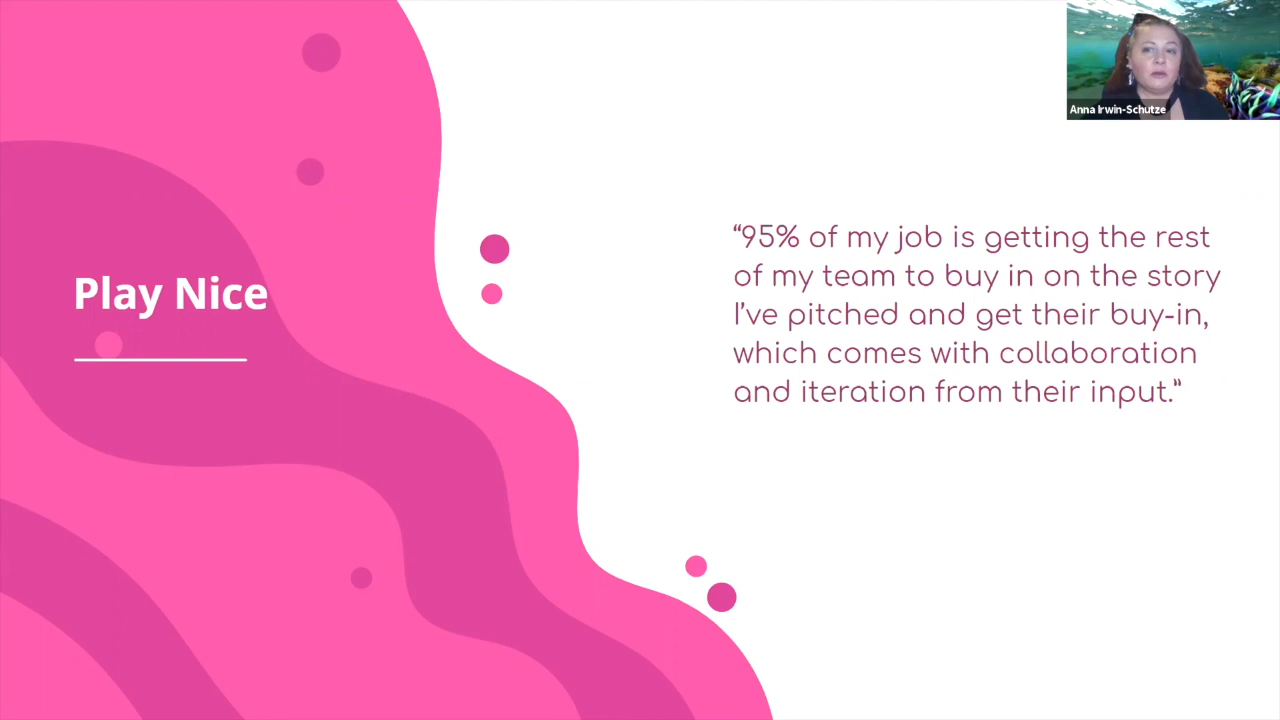 Anna Irwin-Schutze
Play Nice
“95% of my job is getting the rest
of my team to buy in on the story
I’ve pitched and get their buy-in,
which comes with collaboration
and iteration from their input.”